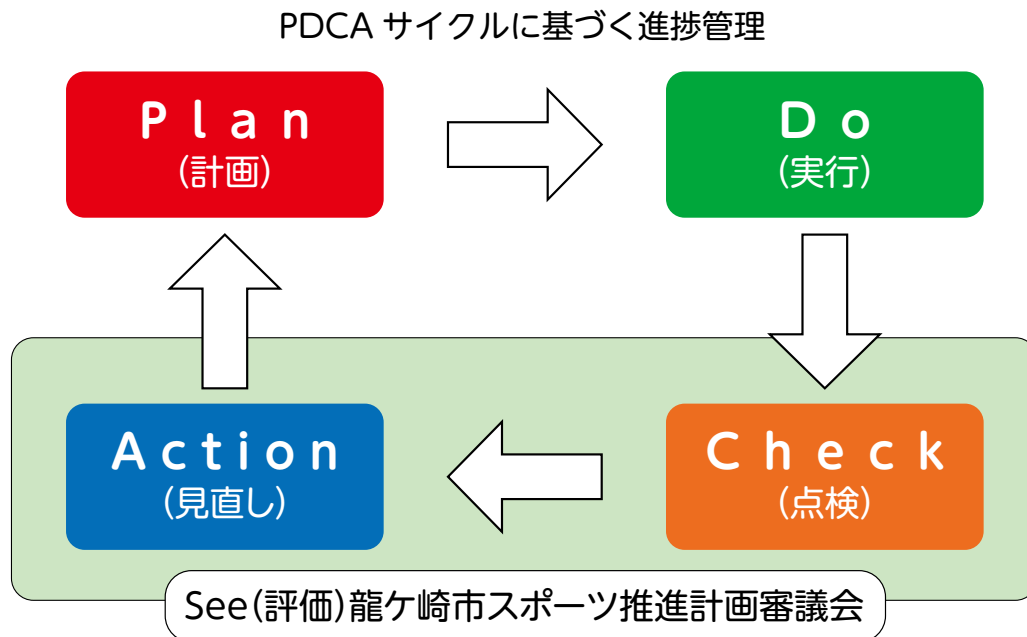 PDCA サイクルに基づく進捗管理
Plan
(計画)
Do
(実行)
Action
(見直し)
Check
(点検)
See(評価)龍ケ崎市スポーツ推進計画審議会